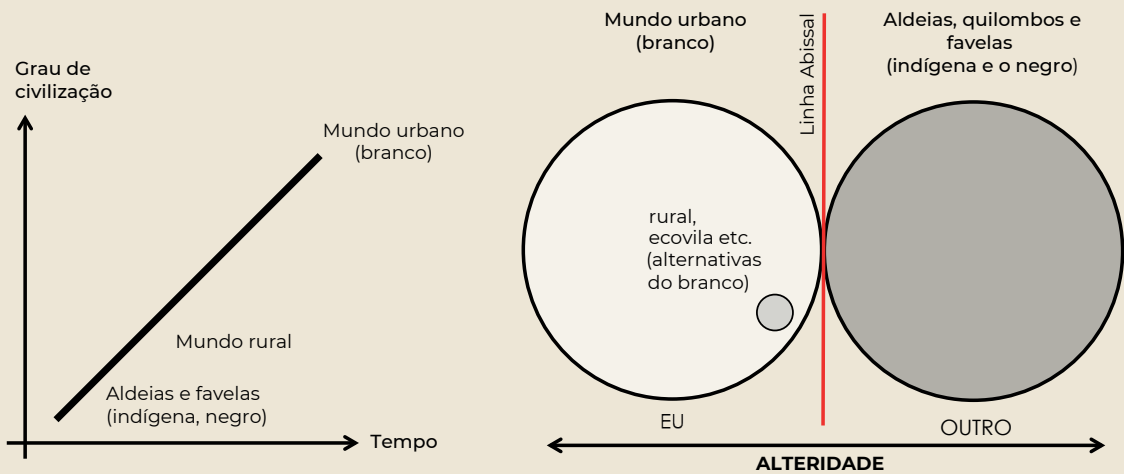 Grau de
civilização
Mundo urbano
(branco)
Mundo rural
Aldeias e favelas
(indígena, negro)
Tempo
Mundo urbano
(branco)
Linha Abissal
Aldeias, quilombos e
favelas
(indígena e o negro)
rural,
ecovila etc.
(alternativas
do branco)
EU
OUTRO
ALTERIDADE